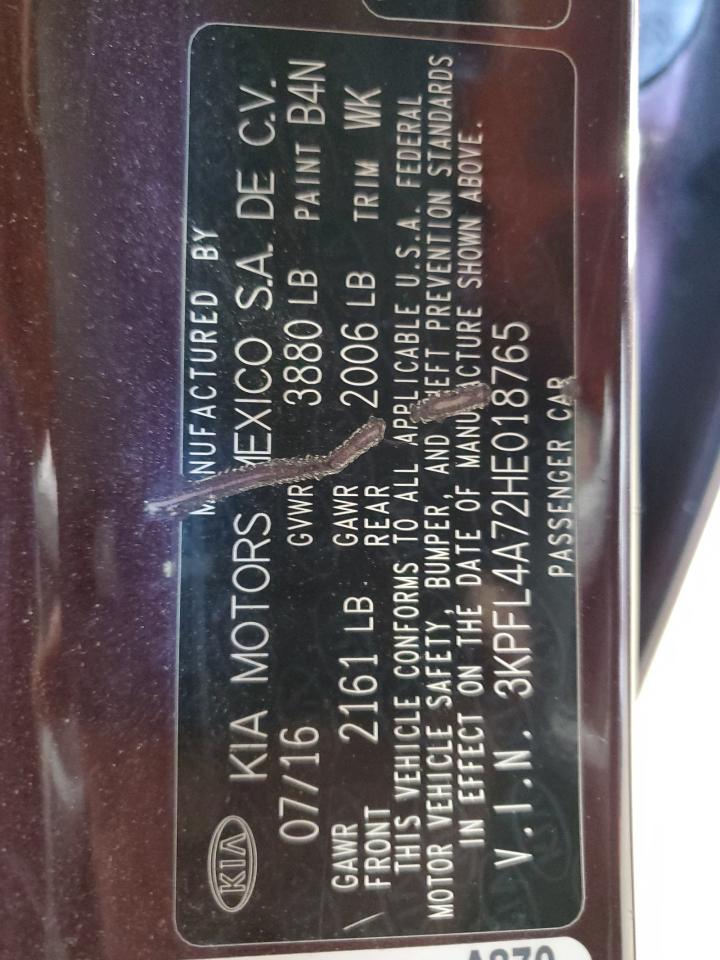 MANUFACTURED BY
KIA
KIA MOTORS MEXICO S.A. DE C.V.
07/16 GVWR 3880 LB PAINT B4N
GAWR FRONT 2161 LB GAWR REAR 2006 LB TRIM WK
THIS VEHICLE CONFORMS TO ALL APPLICABLE U.S.A. FEDERAL
MOTOR VEHICLE SAFETY, BUMPER, AND THEFT PREVENTION STANDARDS
IN EFFECT ON THE DATE OF MANUFACTURE SHOWN ABOVE.
V.I.N. 3KPFL4A72HE018765
PASSENGER CAR